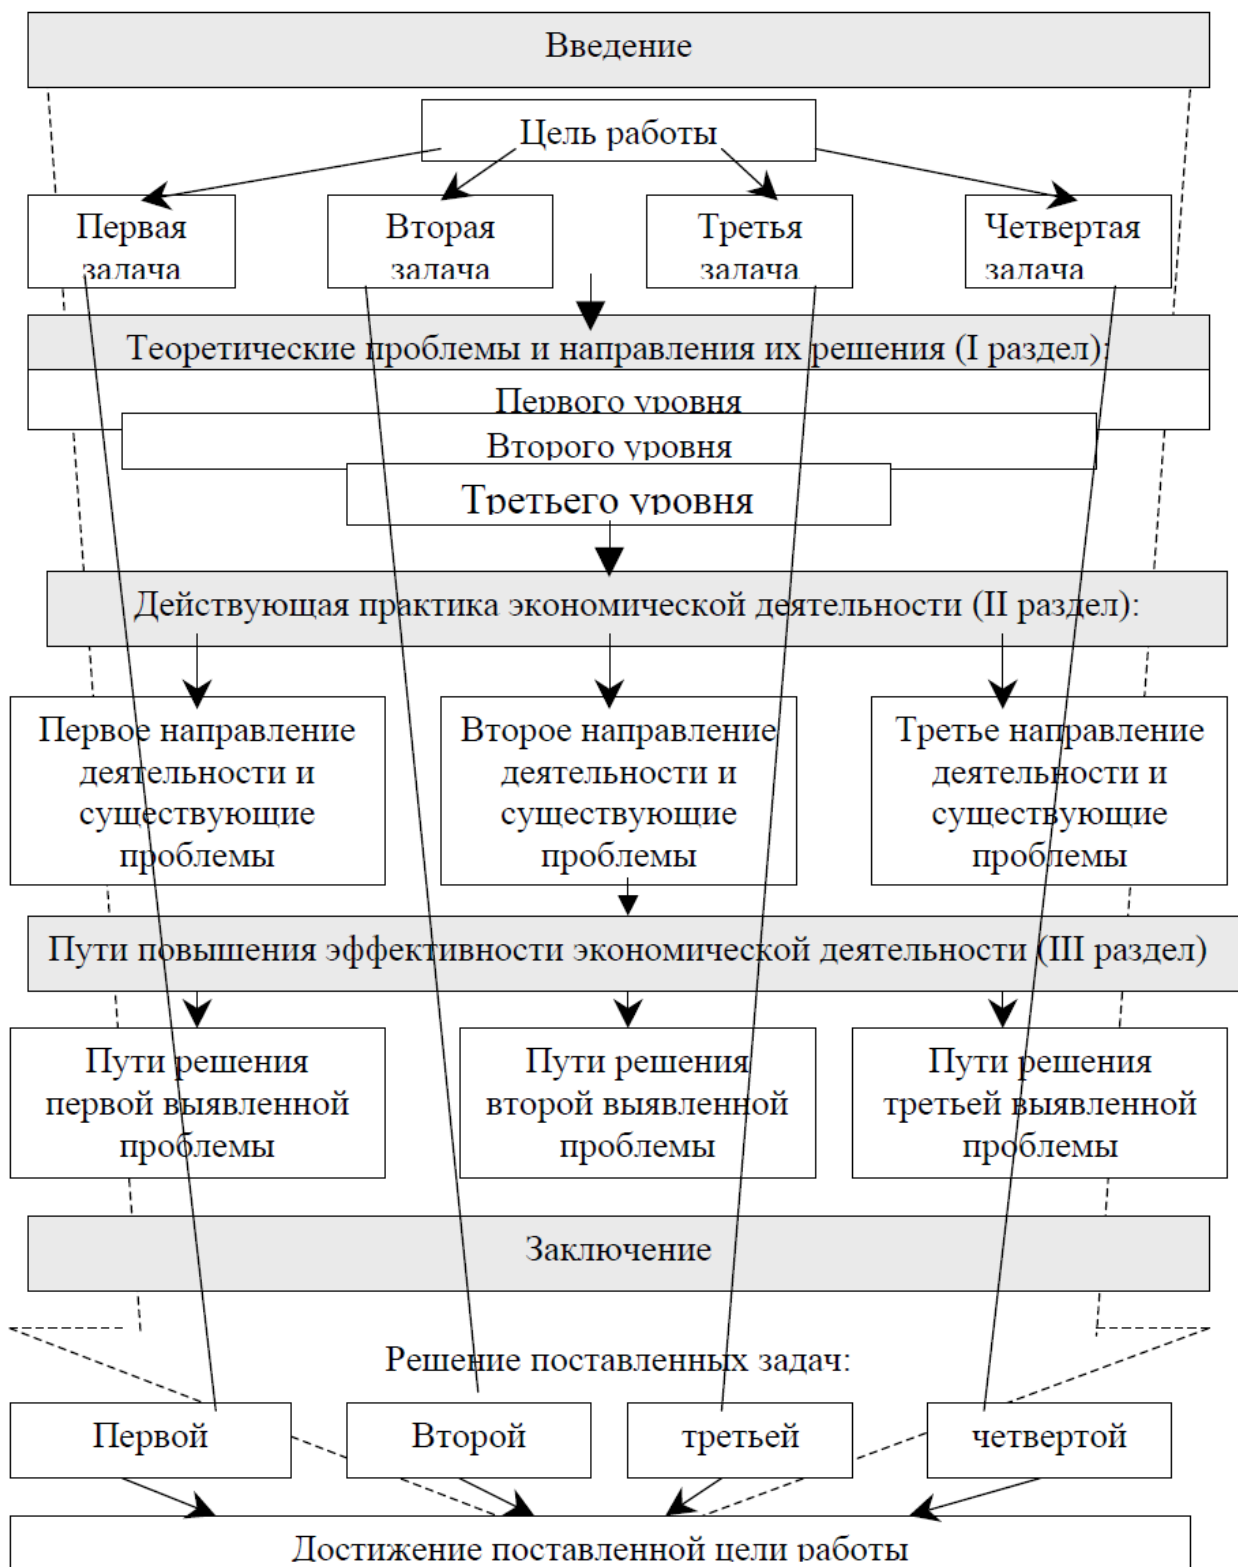 Введение
Цель работы
Первая
задача
Вторая
задача
Третья
задача
Четвертая
задача
Теоретические проблемы и направления их решения (I раздел):
Первого уровня
Второго уровня
Третьего уровня
Действующая практика экономической деятельности (II раздел):
Первое направление
деятельности и
существующие
проблемы
Второе направление
деятельности и
существующие
проблемы
Третье направление
деятельности и
существующие
проблемы
Пути повышения эффективности экономической деятельности (III раздел)
Пути решения
первой выявленной
проблемы
Пути решения
второй выявленной
проблемы
Пути решения
третьей выявленной
проблемы
Заключение
Решение поставленных задач:
Первой
Второй
третьей
четвертой
Достижение поставленной цели работы